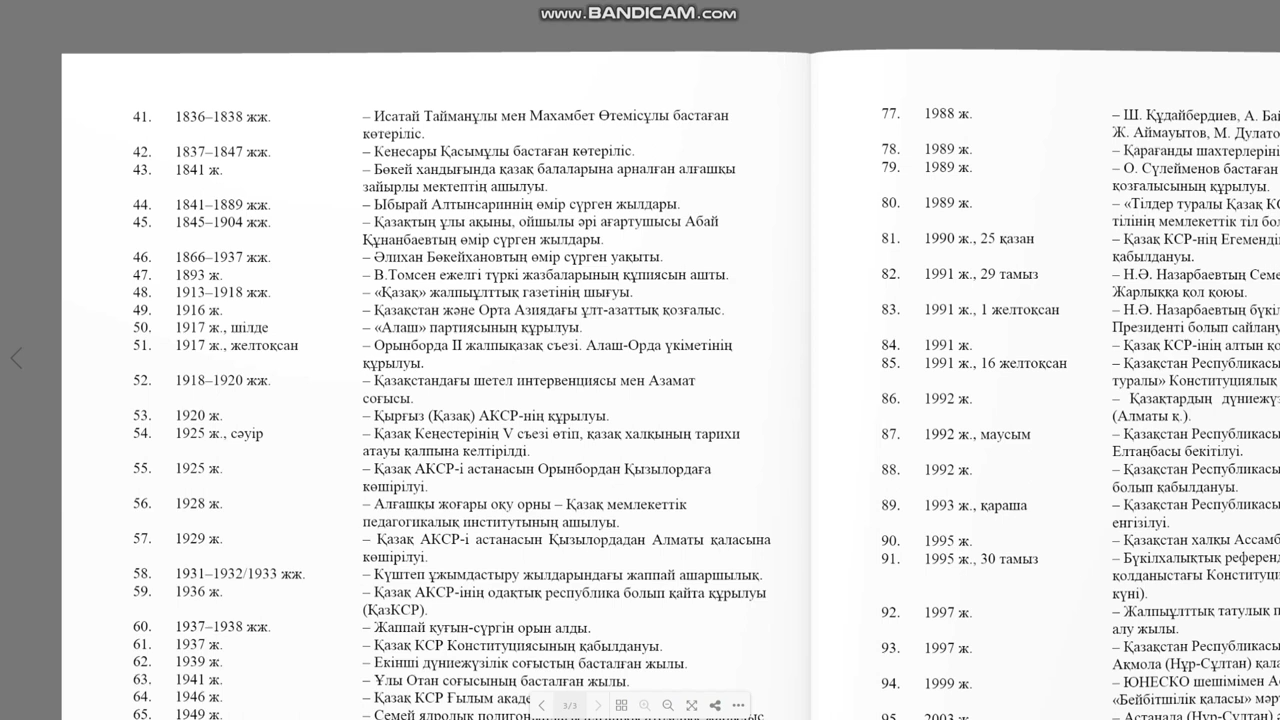 www.BANDICAM.com
41. 1836–1838 жж. – Исатай Тайманұлы мен Махамбет Өтемісұлы бастаған
көтеріліс.
42. 1837–1847 жж. – Кенесары Қасымұлы бастаған көтеріліс.
43. 1841 ж. – Бөкей хандығында қазақ балаларына арналған алғашқы
зайырлы мектептің ашылуы.
44. 1841–1889 жж. – Ыбырай Алтынсариннің өмір сүрген жылдары.
45. 1845–1904 жж. – Қазақтың ұлы ақыны, ойшылы әрі ағартушысы Абай
Құнанбаевтың өмір сүрген жылдары.
46. 1866–1937 жж. – Әлихан Бөкейхановтың өмір сүрген уақыты.
47. 1893 ж. – В.Томсен ежелгі түркі жазбаларының құпиясын ашты.
48. 1913–1918 жж. – «Қазақ» жалпыұлттық газетінің шығуы.
49. 1916 ж. – Қазақстан және Орта Азиядағы ұлт-азаттық қозғалыс.
50. 1917 ж., шілде – «Алаш» партиясының құрылуы.
51. 1917 ж., желтоқсан – Орынборда II жалпықазақ съезі. Алаш-Орда үкіметінің
құрылуы.
52. 1918–1920 жж. – Қазақстандағы шетел интервенциясы мен Азамат
соғысы.
53. 1920 ж. – Қырғыз (Қазақ) АКСР-нің құрылуы.
54. 1925 ж., сәуір – Қазақ Кеңестерінің V съезі өтіп, қазақ халқының тарихи
атауы қалпына келтірілді.
55. 1925 ж. – Қазақ АКСР-і астанасын Орынбордан Қызылордаға
көшірілуі.
56. 1928 ж. – Алғашқы жоғары оқу орны – Қазақ мемлекеттік
педагогикалық институтының ашылуы.
57. 1929 ж. – Қазақ АКСР-і астанасын Қызылордадан Алматы қаласына
көшірілуі.
58. 1931–1932/1933 жж. – Күштеп ұжымдастыру жылдарындағы жаппай ашаршылық.
59. 1936 ж. – Қазақ АКСР-інің одақтық республика болып қайта құрылуы
(ҚазКСР).
60. 1937–1938 жж. – Жаппай қуғын-сүргін орын алды.
61. 1937 ж. – Қазақ КСР Конституциясының қабылдануы.
62. 1939 ж. – Екінші дүниежүзілік соғыстың басталған жылы.
63. 1941 ж. – Ұлы Отан соғысының басталған жылы.
64. 1946 ж. – Қазақ КСР Ғылым акаде
65. 1949 ж. – Семей ядролық полигон
77. 1988 ж. – Ш. Құдайбердиев, А. Бай
Ж. Аймауытов, М. Дулато
78. 1989 ж. – Қарағанды шахтерлеріні
79. 1989 ж. – О. Сүлейменов бастаған
қозғалысының құрылуы.
80. 1989 ж. – «Тілдер туралы Қазақ КС
тілінің мемлекеттік тіл бол
81. 1990 ж., 25 қазан – Қазақ КСР-нің Егеменді
қабылдануы.
82. 1991 ж., 29 тамыз – Н.Ә. Назарбаевтың Семе
Жарлыққа қол қоюы.
83. 1991 ж., 1 желтоқсан – Н.Ә. Назарбаевтың бүкіл
Президенті болып сайлану
84. 1991 ж. – Қазақ КСР-інің алтын қо
85. 1991 ж., 16 желтоқсан – Қазақстан Республикасы
туралы» Конституциялық
86. 1992 ж. – Қазақтардың дүниежүз
(Алматы қ.).
87. 1992 ж., маусым – Қазақстан Республикасы
Елтаңбасы бекітілуі.
88. 1992 ж. – Қазақстан Республикасы
болып қабылдануы.
89. 1993 ж., қараша – Қазақстан Республикасы
енгізілуі.
90. 1995 ж. – Қазақстан халқы Ассамб
91. 1995 ж., 30 тамыз – Бүкілхалықтық референд
қолданыстағы Конституци
күні).
92. 1997 ж. – Жалпыұлттық татулық п
алу жылы.
93. 1997 ж. – Қазақстан Республикасы
Ақмола (Нұр-Сұлтан) қала
94. 1999 ж. – ЮНЕСКО шешімімен Ас
«Бейбітшілік қаласы» мәр
95. 2003 ж. – Астанада (Нұр-Сұлтан)
3/3